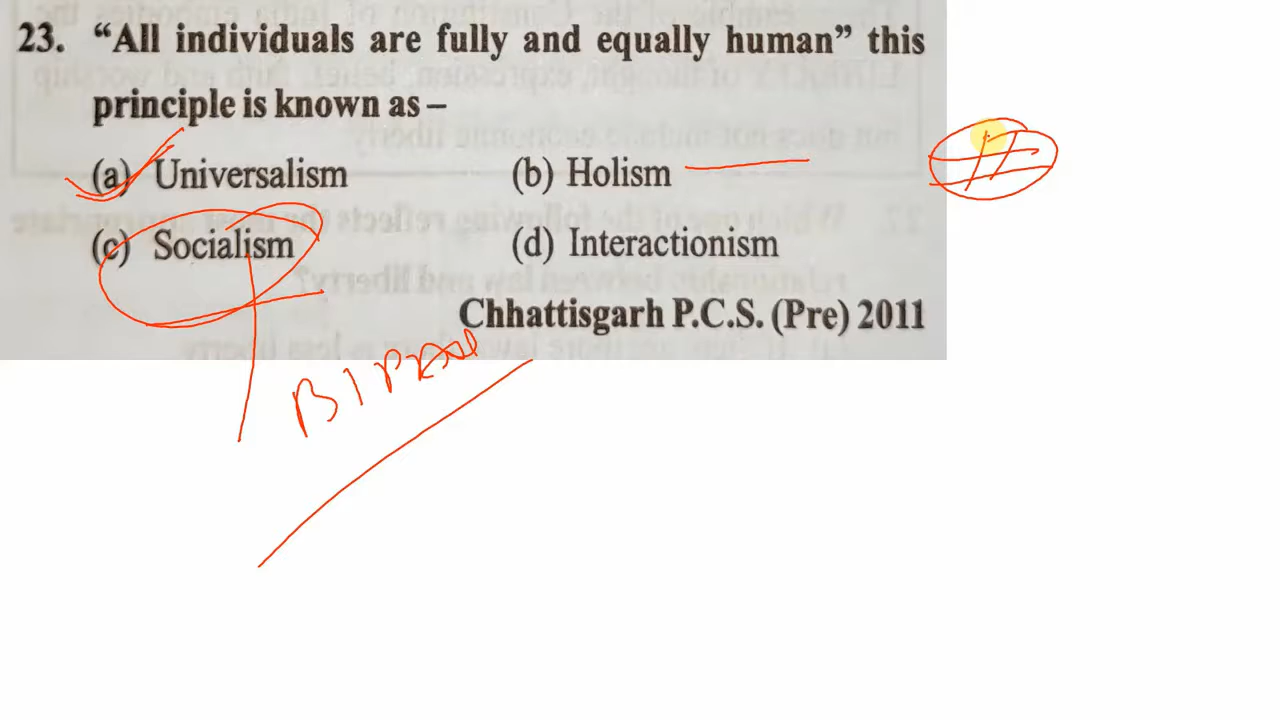 23. “All individuals are fully and equally human” this
principle is known as –
(a) Universalism (b) Holism
(c) Socialism (d) Interactionism
Chhattisgarh P.C.S. (Pre) 2011